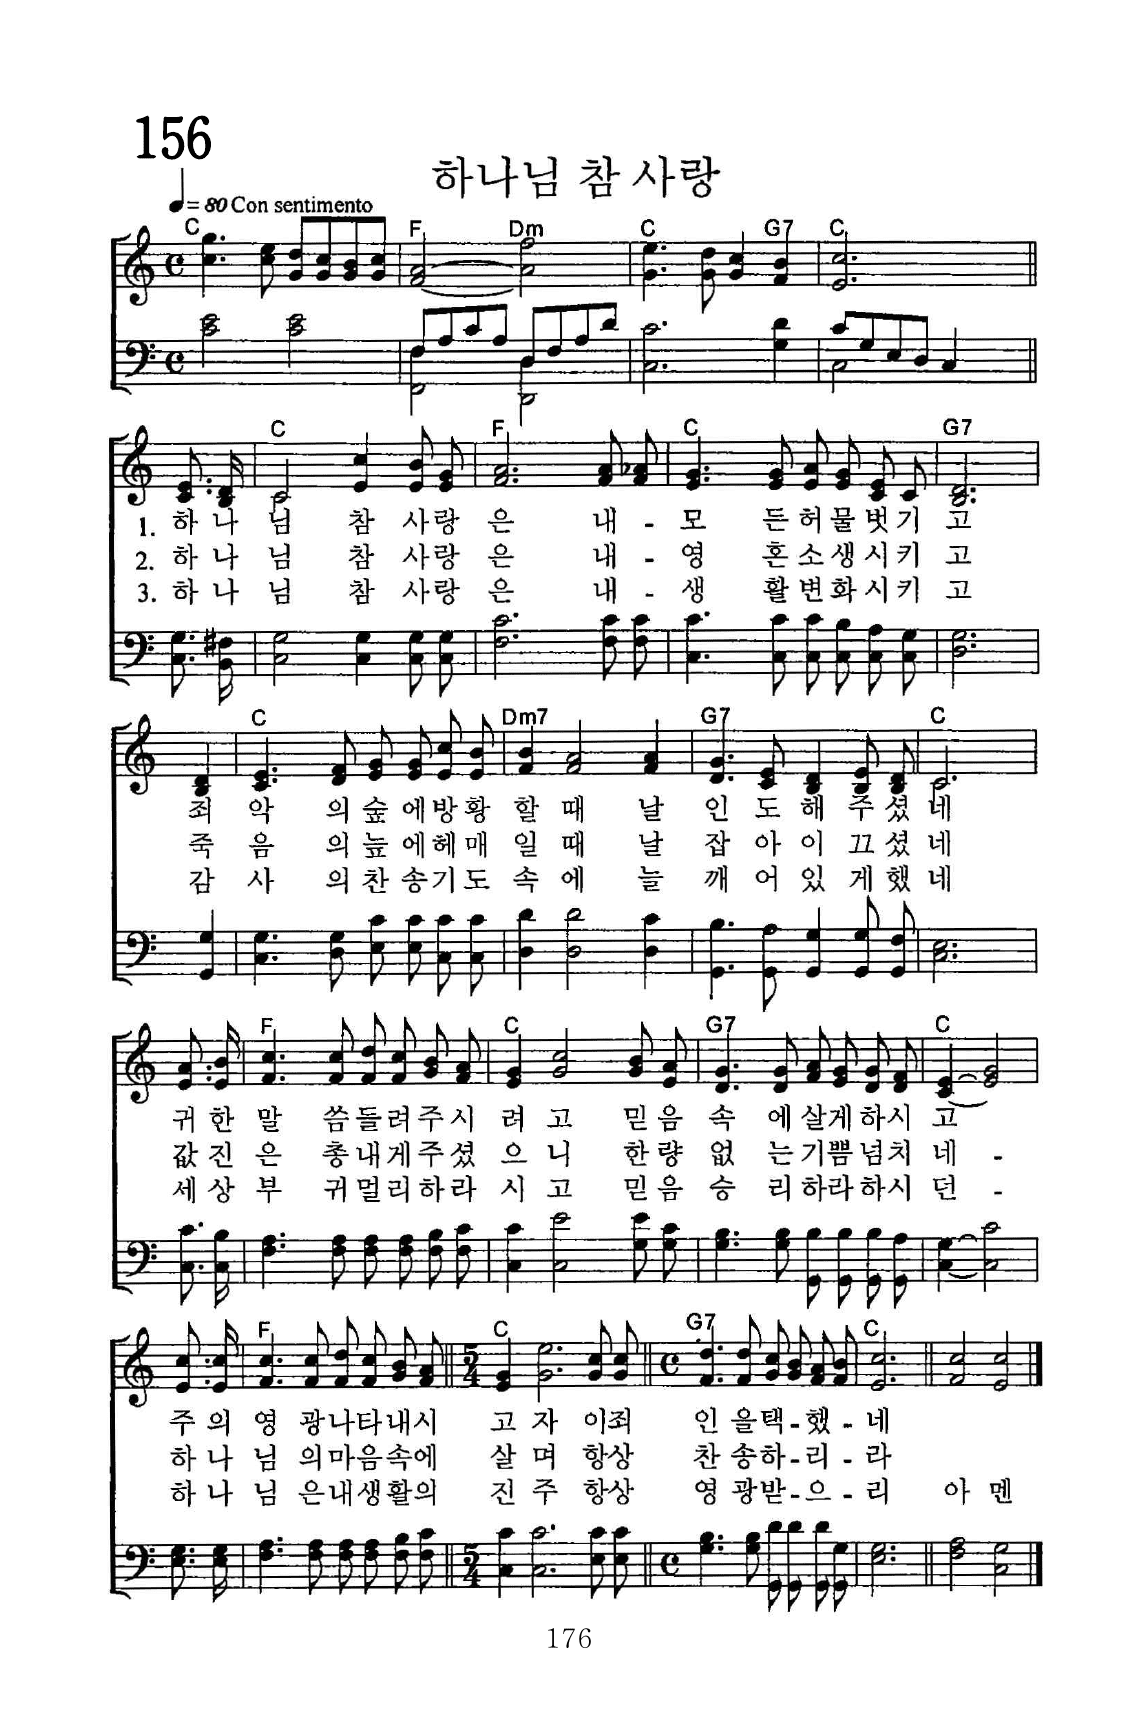 156
하나님 참 사랑
♩= 80 Con sentimento
C F Dm C G7 C
C F C G7
1. 하 나 님 참 사 랑 은 내 - 모 든 허 물 벗 기 고
2. 하 나 님 참 사 랑 은 내 - 영 혼 소 생 시 키 고
3. 하 나 님 참 사 랑 은 내 - 생 활 변 화 시 키 고
C Dm7 G7 C
죄 악 의 숲 에 방 황 할 때 날 인 도 해 주 셨 네
죽 음 의 늪 에 헤 매 일 때 날 잡 아 이 끄 셨 네
감 사 의 찬 송 기 도 속 에 늘 깨 어 있 게 했 네
F C G7 C
귀 한 말 씀 들 려 주 시 려 고 믿 음 속 에 살 게 하 시 고
값 진 은 총 내 게 주 셨 으 니 한 량 없 는 기 쁨 넘 치 네 -
세 상 부 귀 멀 리 하 라 시 고 믿 음 승 리 하 라 하 시 던 -
F C G7 C
주 의 영 광 나 타 내 시 고 자 이 죄 인 을 택 - 했 - 네
하 나 님 의 마 음 속 에 살 며 항 상 찬 송 하 - 리 - 라
하 나 님 은 내 생 활 의 진 주 항 상 영 광 받 - 으 - 리 아 멘
176